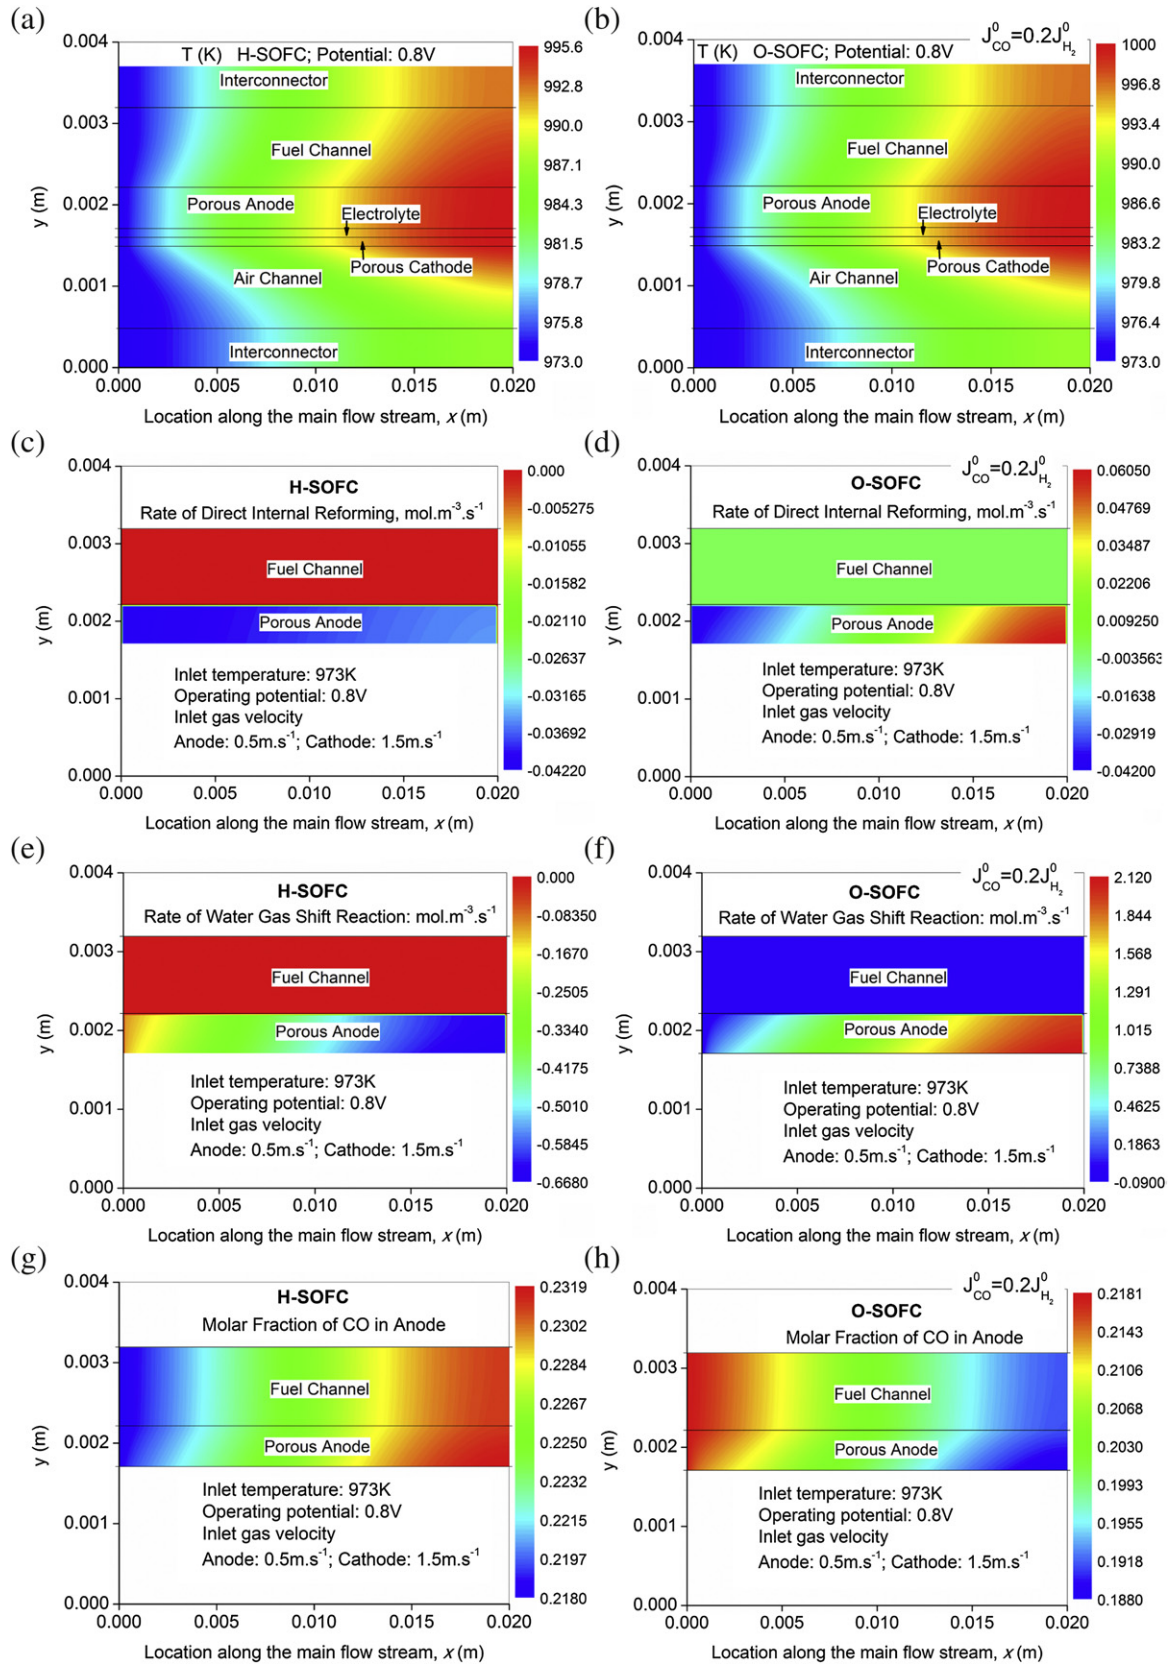 (a)
T (K) H-SOFC; Potential: 0.8V
Interconnector
Fuel Channel
Porous Anode
Electrolyte
Porous Cathode
Air Channel
Interconnector
0.004
0.003
0.002
0.001
0.000
y (m)
0.000 0.005 0.010 0.015 0.020
Location along the main flow stream, x (m)
995.6
992.8
990.0
987.1
984.3
981.5
978.7
975.8
973.0
(b)
J⁰CO=0.2J⁰H₂
T (K) O-SOFC; Potential: 0.8V
Interconnector
Fuel Channel
Porous Anode
Electrolyte
Porous Cathode
Air Channel
Interconnector
0.004
0.003
0.002
0.001
0.000
y (m)
0.000 0.005 0.010 0.015 0.020
Location along the main flow stream, x (m)
1000
996.6
993.4
990.0
986.6
983.2
979.8
976.4
973.0
(c)
H-SOFC
Rate of Direct Internal Reforming, mol.m⁻³.s⁻¹
Fuel Channel
Porous Anode
Inlet temperature: 973K
Operating potential: 0.8V
Inlet gas velocity
Anode: 0.5m.s⁻¹; Cathode: 1.5m.s⁻¹
0.004
0.003
0.002
0.001
0.000
y (m)
0.000 0.005 0.010 0.015 0.020
Location along the main flow stream, x (m)
0.000
-0.005275
-0.01055
-0.01582
-0.02110
-0.02637
-0.03165
-0.03692
-0.04220
(d)
J⁰CO=0.2J⁰H₂
O-SOFC
Rate of Direct Internal Reforming, mol.m⁻³.s⁻¹
Fuel Channel
Porous Anode
Inlet temperature: 973K
Operating potential: 0.8V
Inlet gas velocity
Anode: 0.5m.s⁻¹; Cathode: 1.5m.s⁻¹
0.004
0.003
0.002
0.001
0.000
y (m)
0.000 0.005 0.010 0.015 0.020
Location along the main flow stream, x (m)
0.06050
0.04769
0.03487
0.02206
0.009250
-0.003563
-0.01638
-0.02919
-0.04200
(e)
H-SOFC
Rate of Water Gas Shift Reaction: mol.m⁻³.s⁻¹
Fuel Channel
Porous Anode
Inlet temperature: 973K
Operating potential: 0.8V
Inlet gas velocity
Anode: 0.5m.s⁻¹; Cathode: 1.5m.s⁻¹
0.004
0.003
0.002
0.001
0.000
y (m)
0.000 0.005 0.010 0.015 0.020
Location along the main flow stream, x (m)
0.000
-0.08350
-0.1670
-0.2505
-0.3340
-0.4175
-0.5010
-0.5845
-0.6680
(f)
J⁰CO=0.2J⁰H₂
O-SOFC
Rate of Water Gas Shift Reaction: mol.m⁻³.s⁻¹
Fuel Channel
Porous Anode
Inlet temperature: 973K
Operating potential: 0.8V
Inlet gas velocity
Anode: 0.5m.s⁻¹; Cathode: 1.5m.s⁻¹
0.004
0.003
0.002
0.001
0.000
y (m)
0.000 0.005 0.010 0.015 0.020
Location along the main flow stream, x (m)
2.120
1.844
1.568
1.291
1.015
0.7388
0.4625
0.1863
-0.0900
(g)
H-SOFC
Molar Fraction of CO in Anode
Fuel Channel
Porous Anode
Inlet temperature: 973K
Operating potential: 0.8V
Inlet gas velocity
Anode: 0.5m.s⁻¹; Cathode: 1.5m.s⁻¹
0.004
0.003
0.002
0.001
0.000
y (m)
0.000 0.005 0.010 0.015 0.020
Location along the main flow stream, x (m)
0.2319
0.2302
0.2284
0.2267
0.2250
0.2232
0.2215
0.2197
0.2180
(h)
J⁰CO=0.2J⁰H₂
O-SOFC
Molar Fraction of CO in Anode
Fuel Channel
Porous Anode
Inlet temperature: 973K
Operating potential: 0.8V
Inlet gas velocity
Anode: 0.5m.s⁻¹; Cathode: 1.5m.s⁻¹
0.004
0.003
0.002
0.001
0.000
y (m)
0.000 0.005 0.010 0.015 0.020
Location along the main flow stream, x (m)
0.2181
0.2143
0.2106
0.2068
0.2030
0.1993
0.1955
0.1918
0.1880